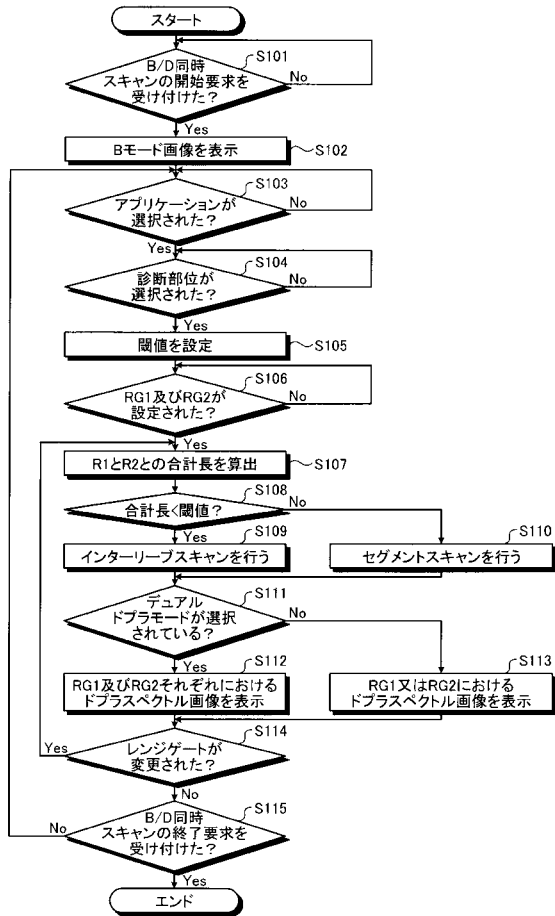 スタート
S101
B/D同時
スキャンの開始要求を
受け付けた?
No
Yes
Bモード画像を表示
S102
S103
アプリケーションが
選択された?
No
Yes
S104
診断部位が
選択された?
No
Yes
閾値を設定
S105
S106
RG1及びRG2が
設定された?
No
Yes
R1とR2との合計長を算出
S107
S108
合計長<閾値?
No
Yes
S109
インターリーブスキャンを行う
S110
セグメントスキャンを行う
S111
デュアル
ドプラモードが選択
されている?
No
Yes
S112
RG1及びRG2それぞれにおける
ドプラスペクトル画像を表示
S113
RG1又はRG2における
ドプラスペクトル画像を表示
S114
レンジゲートが
変更された?
Yes
No
S115
B/D同時
スキャンの終了要求を
受け付けた?
No
Yes
エンド